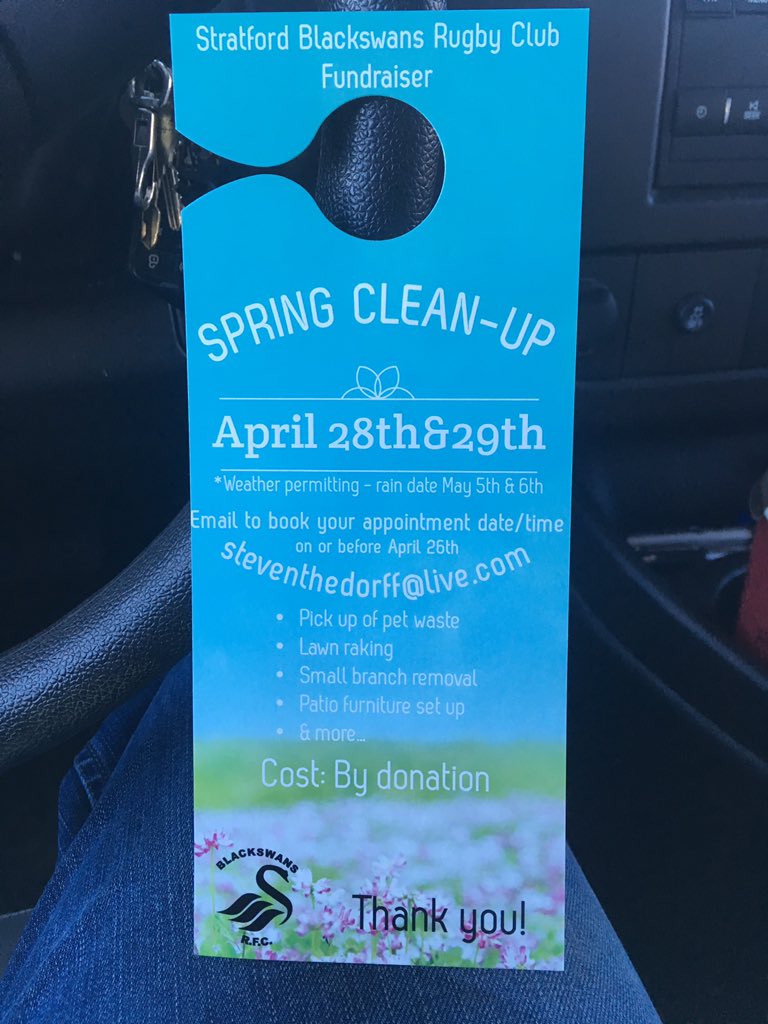 Stratford Blackswans Rugby Club
Fundraiser
SPRING CLEAN-UP
April 28th&29th
*Weather permitting - rain date May 5th & 6th
Email to book your appointment date/time
on or before April 26th
steventhedorff@live.com
• Pick up of pet waste
• Lawn raking
• Small branch removal
• Patio furniture set up
• & more...
Cost: By donation
BLACKSWANS
R.F.C.
Thank you!